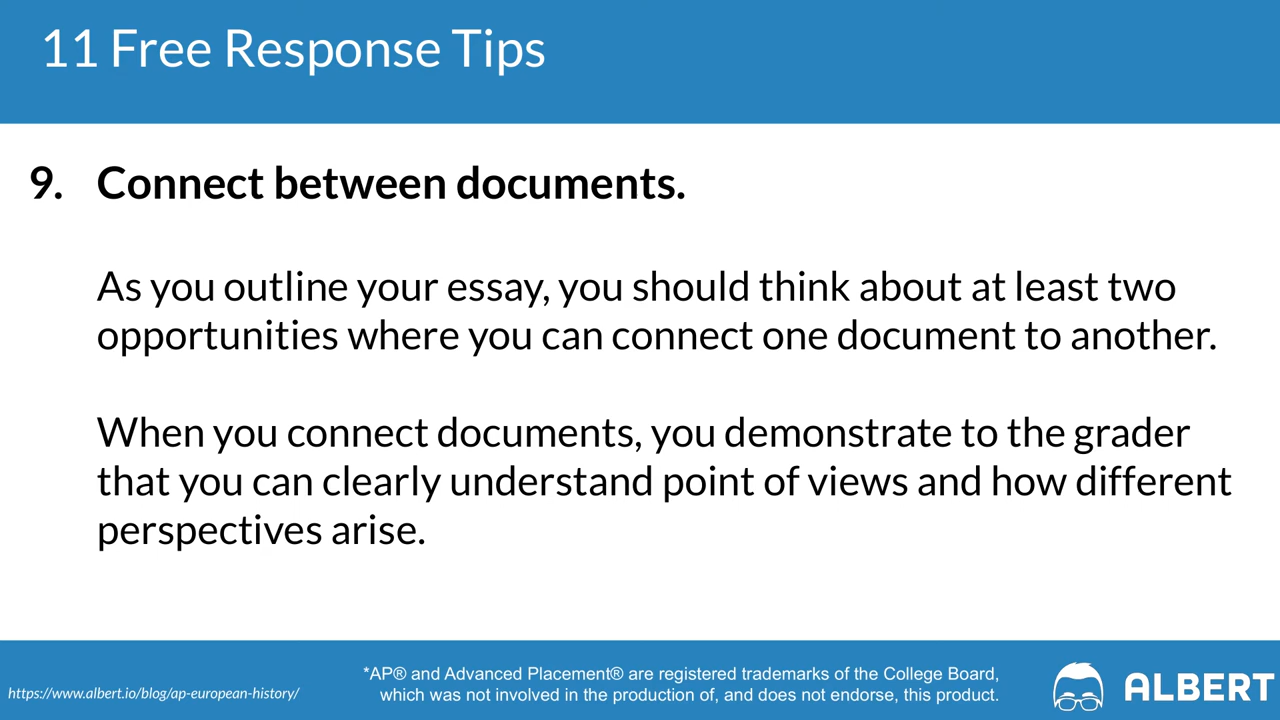 11 Free Response Tips
9. Connect between documents.
As you outline your essay, you should think about at least two
opportunities where you can connect one document to another.
When you connect documents, you demonstrate to the grader
that you can clearly understand point of views and how different
perspectives arise.
https://www.albert.io/blog/ap-european-history/
*AP® and Advanced Placement® are registered trademarks of the College Board,
which was not involved in the production of, and does not endorse, this product.
ALBERT